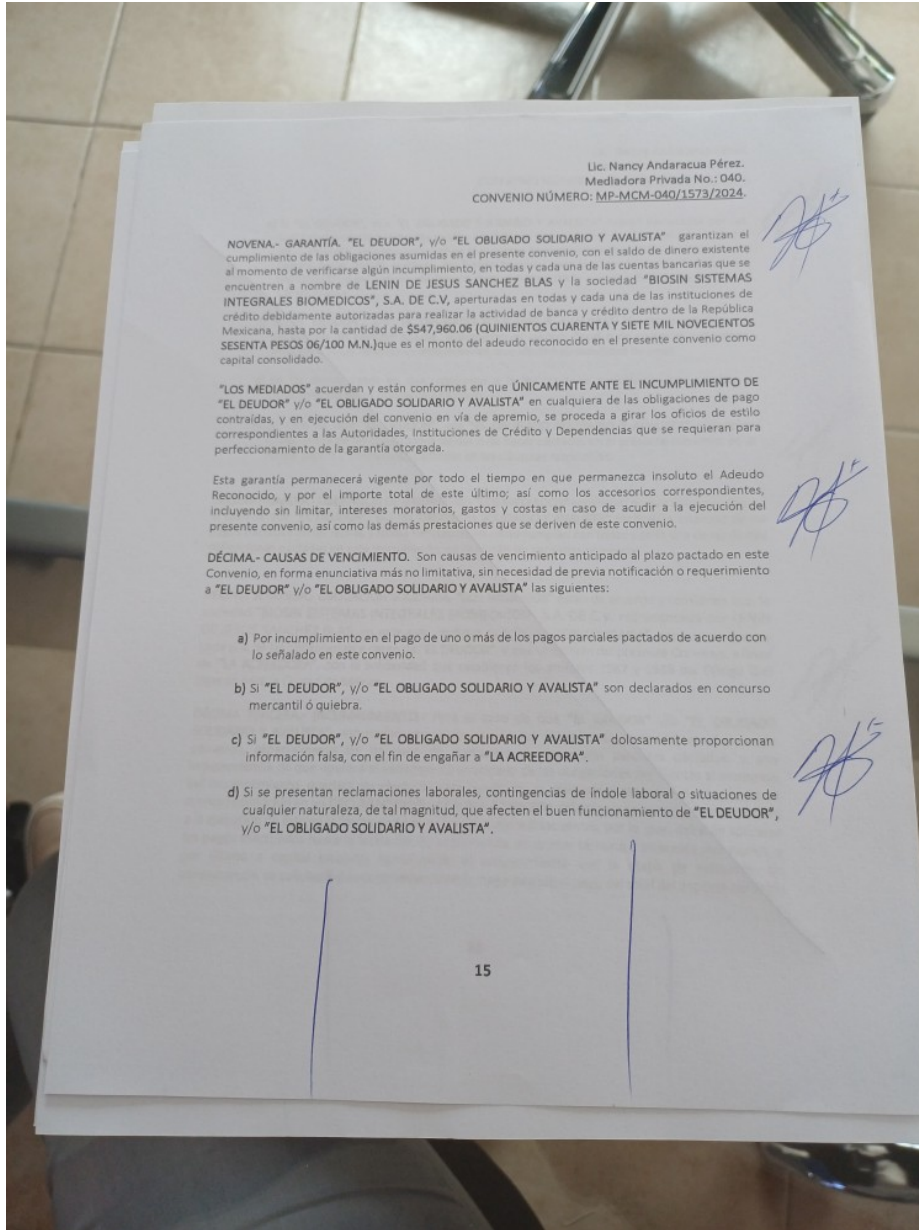 Lic. Nancy Andaracua Pérez.
Mediadora Privada No.: 040.
CONVENIO NÚMERO: MP-MCM-040/1573/2024.
NOVENA.- GARANTÍA. "EL DEUDOR", y/o "EL OBLIGADO SOLIDARIO Y AVALISTA" garantizan el
cumplimiento de las obligaciones asumidas en el presente convenio, con el saldo de dinero existente
al momento de verificarse algún incumplimiento, en todas y cada una de las cuentas bancarias que se
encuentren a nombre de LENIN DE JESUS SANCHEZ BLAS y la sociedad "BIOSIN SISTEMAS
INTEGRALES BIOMEDICOS", S.A. DE C.V, aperturadas en todas y cada una de las instituciones de
crédito debidamente autorizadas para realizar la actividad de banca y crédito dentro de la República
Mexicana, hasta por la cantidad de $547,960.06 (QUINIENTOS CUARENTA Y SIETE MIL NOVECIENTOS
SESENTA PESOS 06/100 M.N.)que es el monto del adeudo reconocido en el presente convenio como
capital consolidado.
"LOS MEDIADOS" acuerdan y están conformes en que ÚNICAMENTE ANTE EL INCUMPLIMIENTO DE
"EL DEUDOR" y/o "EL OBLIGADO SOLIDARIO Y AVALISTA" en cualquiera de las obligaciones de pago
contraídas, y en ejecución del convenio en vía de apremio, se proceda a girar los oficios de estilo
correspondientes a las Autoridades, Instituciones de Crédito y Dependencias que se requieran para
perfeccionamiento de la garantía otorgada.
Esta garantía permanecerá vigente por todo el tiempo en que permanezca insoluto el Adeudo
Reconocido, y por el importe total de este último; así como los accesorios correspondientes,
incluyendo sin limitar, intereses moratorios, gastos y costas en caso de acudir a la ejecución del
presente convenio, así como las demás prestaciones que se deriven de este convenio.
DÉCIMA.- CAUSAS DE VENCIMIENTO. Son causas de vencimiento anticipado al plazo pactado en este
Convenio, en forma enunciativa más no limitativa, sin necesidad de previa notificación o requerimiento
a "EL DEUDOR" y/o "EL OBLIGADO SOLIDARIO Y AVALISTA" las siguientes:
a) Por incumplimiento en el pago de uno o más de los pagos parciales pactados de acuerdo con
lo señalado en este convenio.
b) Si "EL DEUDOR", y/o "EL OBLIGADO SOLIDARIO Y AVALISTA" son declarados en concurso
mercantil ó quiebra.
c) Si "EL DEUDOR", y/o "EL OBLIGADO SOLIDARIO Y AVALISTA" dolosamente proporcionan
información falsa, con el fin de engañar a "LA ACREEDORA".
d) Si se presentan reclamaciones laborales, contingencias de índole laboral o situaciones de
cualquier naturaleza, de tal magnitud, que afecten el buen funcionamiento de "EL DEUDOR",
y/o "EL OBLIGADO SOLIDARIO Y AVALISTA".
15